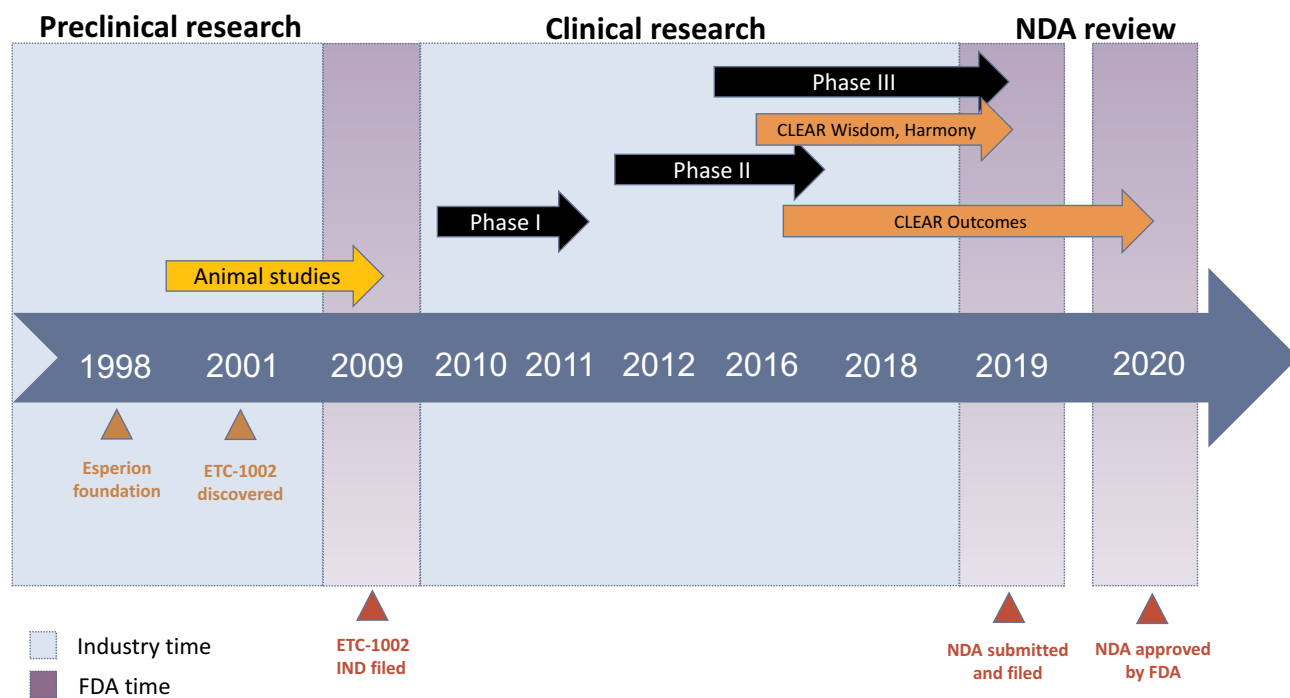 Preclinical research
Clinical research
NDA review
Phase III
CLEAR Wisdom, Harmony
Phase II
Phase I
CLEAR Outcomes
Animal studies
1998
2001
2009
2010
2011
2012
2016
2018
2019
2020
Esperion
foundation
ETC-1002
discovered
ETC-1002
IND filed
NDA submitted
and filed
NDA approved
by FDA
Industry time
FDA time